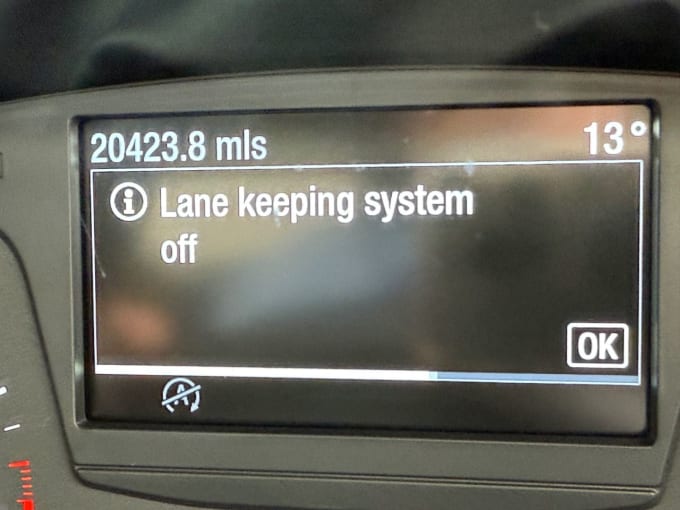 20423.8 mls 13°
Lane keeping system
off
OK
A